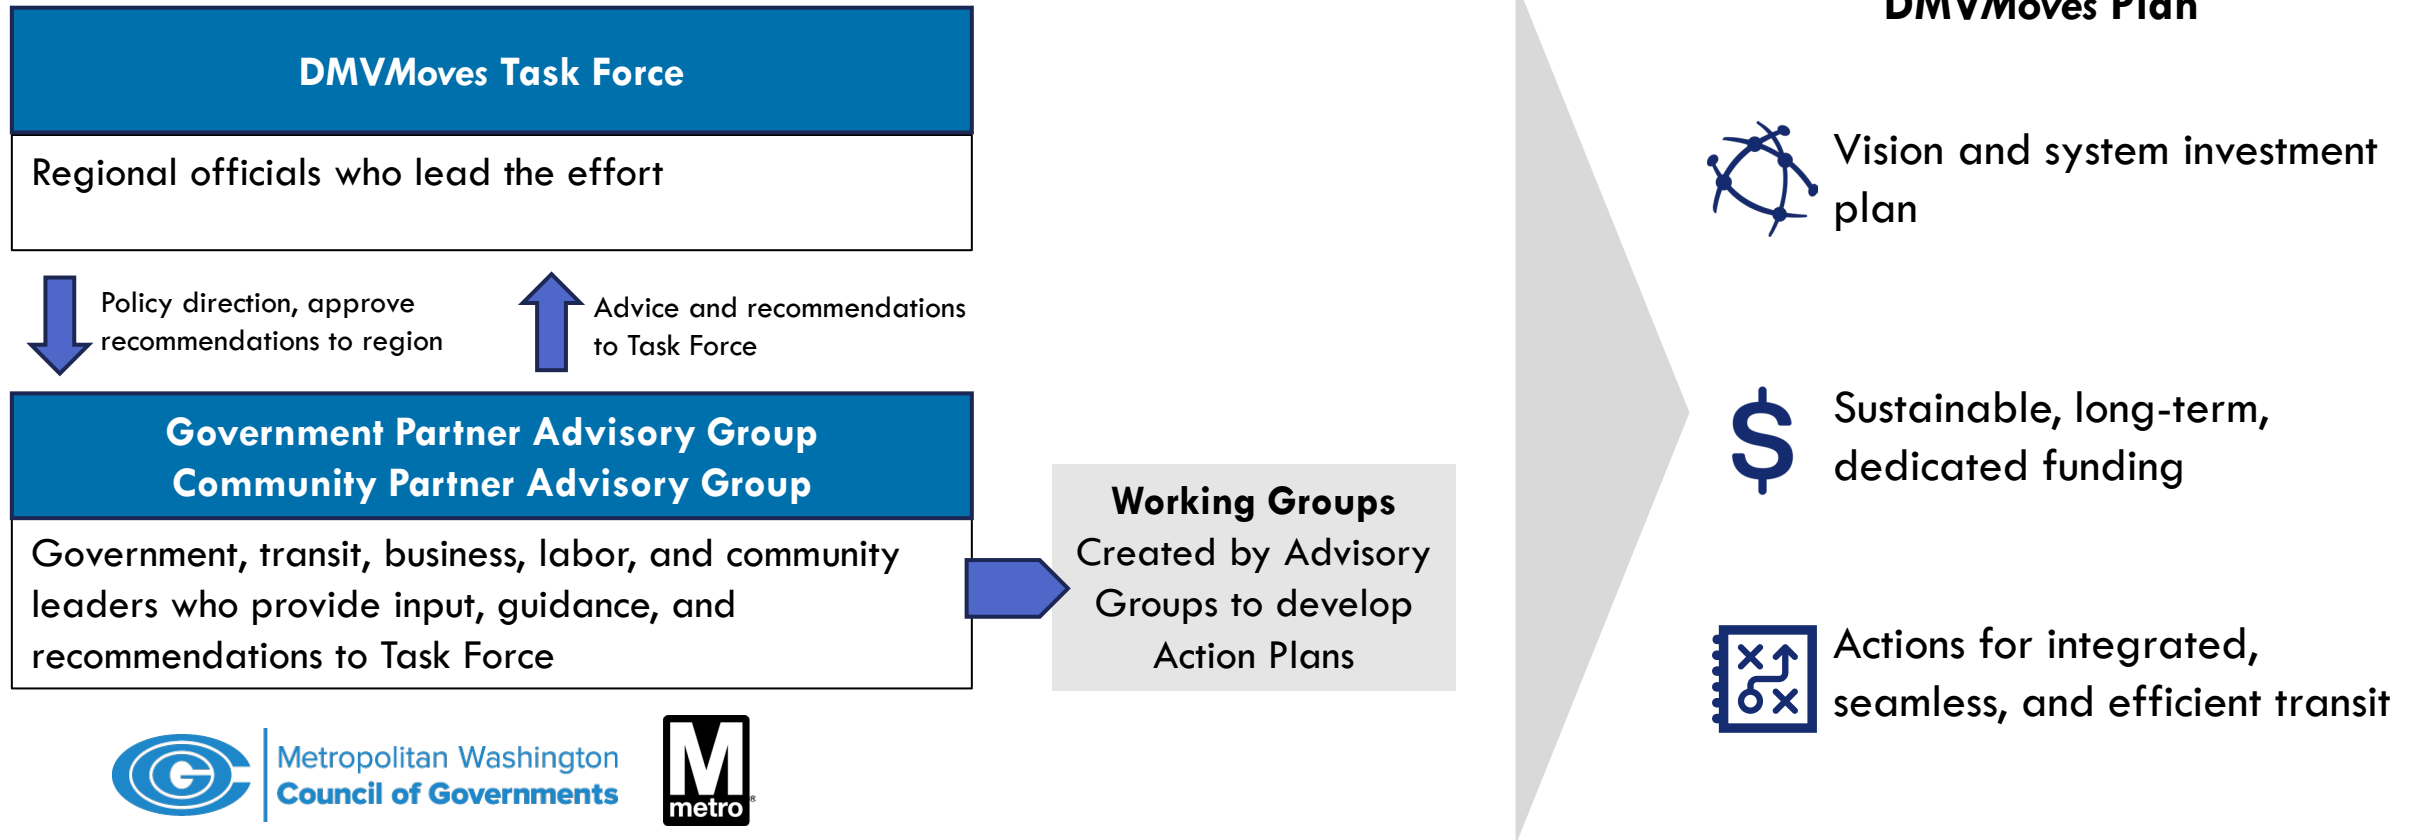 DMVMoves Task Force
Regional officials who lead the effort
Policy direction, approve
recommendations to region
Advice and recommendations
to Task Force
Government Partner Advisory Group
Community Partner Advisory Group
Government, transit, business, labor, and community
leaders who provide input, guidance, and
recommendations to Task Force
Working Groups
Created by Advisory
Groups to develop
Action Plans
Metropolitan Washington
Council of Governments
M
metro
DMVMoves Plan
Vision and system investment
plan
$ Sustainable, long-term,
dedicated funding
Actions for integrated,
seamless, and efficient transit